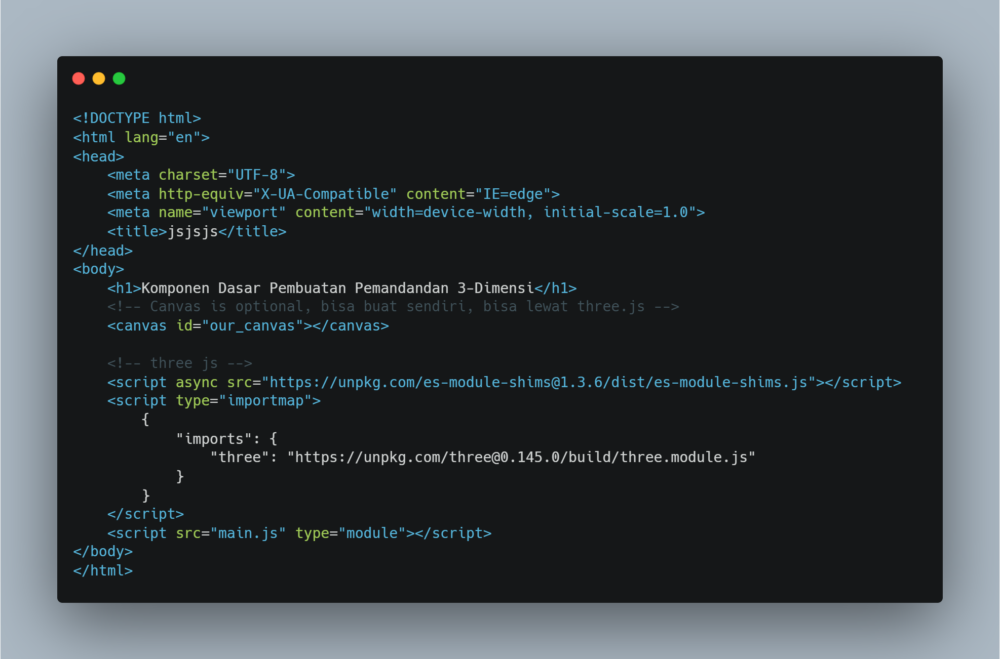 <!DOCTYPE html>
<html lang="en">
<head>
    <meta charset="UTF-8">
    <meta http-equiv="X-UA-Compatible" content="IE=edge">
    <meta name="viewport" content="width=device-width, initial-scale=1.0">
    <title>jsjsjs</title>
</head>
<body>
    <h1>Komponen Dasar Pembuatan Pemandandan 3-Dimensi</h1>
    <!-- Canvas is optional, bisa buat sendiri, bisa lewat three.js -->
    <canvas id="our_canvas"></canvas>

    <!-- three js -->
    <script async src="https://unpkg.com/es-module-shims@1.3.6/dist/es-module-shims.js"></script>
    <script type="importmap">
        {
            "imports": {
                "three": "https://unpkg.com/three@0.145.0/build/three.module.js"
            }
        }
    </script>
    <script src="main.js" type="module"></script>
</body>
</html>